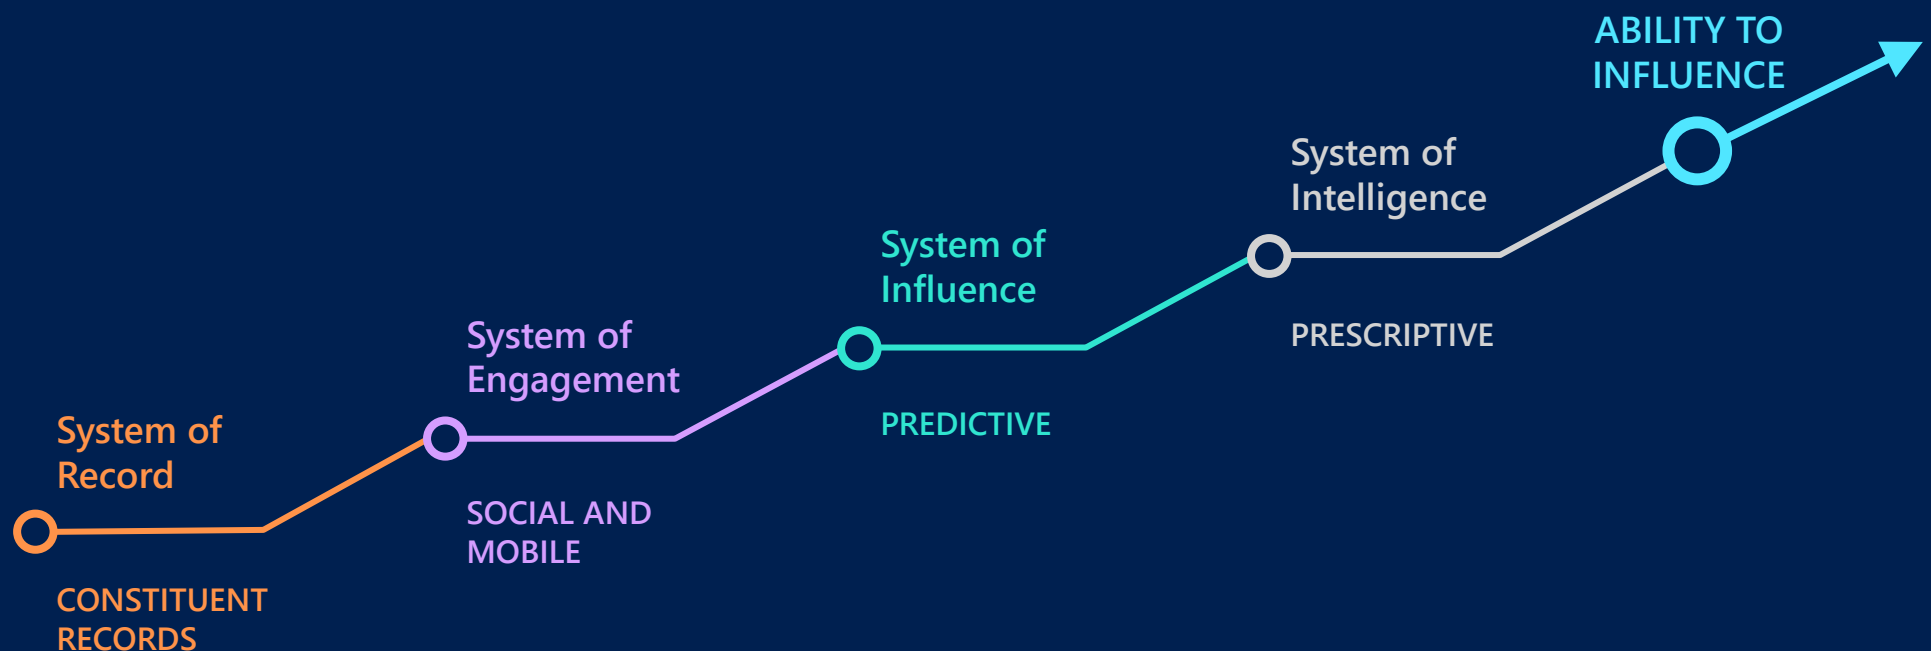 System of
Record
CONSTITUENT
RECORDS
System of
Engagement
SOCIAL AND
MOBILE
System of
Influence
PREDICTIVE
System of
Intelligence
PRESCRIPTIVE
ABILITY TO
INFLUENCE